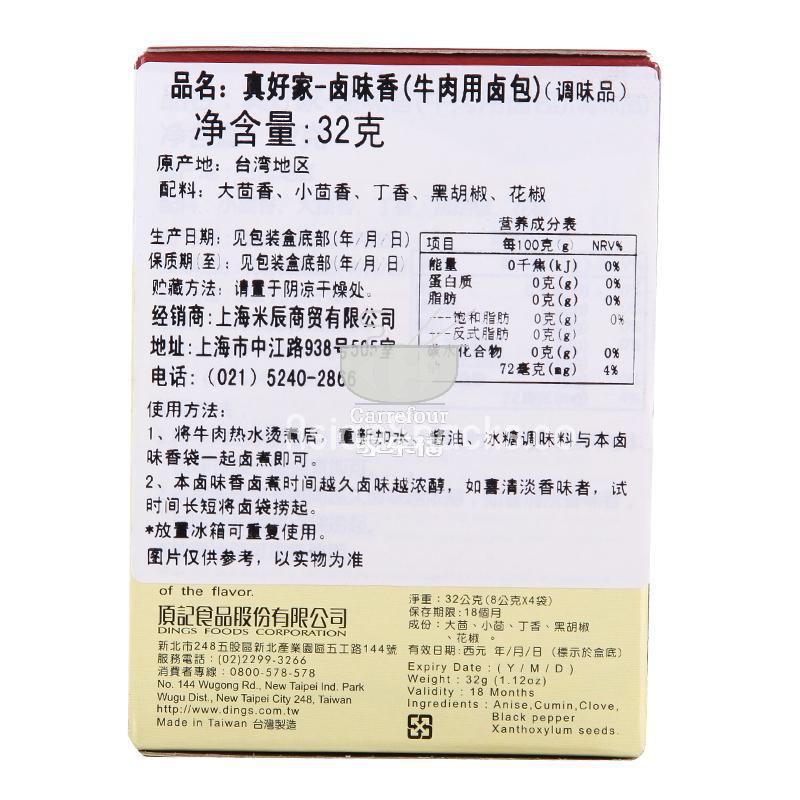 品名：真好家-卤味香(牛肉用卤包)(调味品)
净含量:32克
原产地：台湾地区
配料：大茴香、小茴香、丁香、黑胡椒、花椒
生产日期：见包装盒底部(年/月/日)
保质期(至)：见包装盒底部(年/月/日)
贮藏方法：请置于阴凉干燥处。
经销商:上海米辰商贸有限公司
地址:上海市中江路938号505室
电话：(021) 5240-2866
营养成分表
项目 每100克(g) NRV%
能量 0千焦(kJ) 0%
蛋白质 0克(g) 0%
脂肪 0克(g) 0%
---饱和脂肪 0克(g) 0%
---反式脂肪 0克(g)
碳水化合物 0克(g) 0%
72毫克(mg) 4%
Carrefour
家乐福
使用方法：
1、将牛肉热水烫煮后，重新加水、酱油、冰糖调味料与本卤
味香袋一起卤煮即可。
2、本卤味香卤煮时间越久卤味越浓醇，如喜清淡香味者，试
时间长短将卤袋捞起。
*放置冰箱可重复使用。
图片仅供参考，以实物为准
of the flavor.
頂記食品股份有限公司
DINGS FOODS CORPORATION
新北市248五股區新北產業園區五工路144號
服務電話：(02)2299-3266
消費者專線：0800-578-578
No. 144 Wugong Rd., New Taipei Ind. Park
Wugu Dist., New Taipei City 248, Taiwan
http://www.dings.com.tw
Made in Taiwan 台灣製造
淨重：32公克(8公克X4袋)
保存期限：18個月
成份：大茴、小茴、丁香、黑胡椒
、花椒 。
有效日期：西元 年/月/日 (標示於盒底)
Expiry Date : ( Y / M / D )
Weight : 32g (1.12oz)
Validity : 18 Months
Ingredients : Anise,Cumin,Clove,
Black pepper
Xanthoxylum seeds.